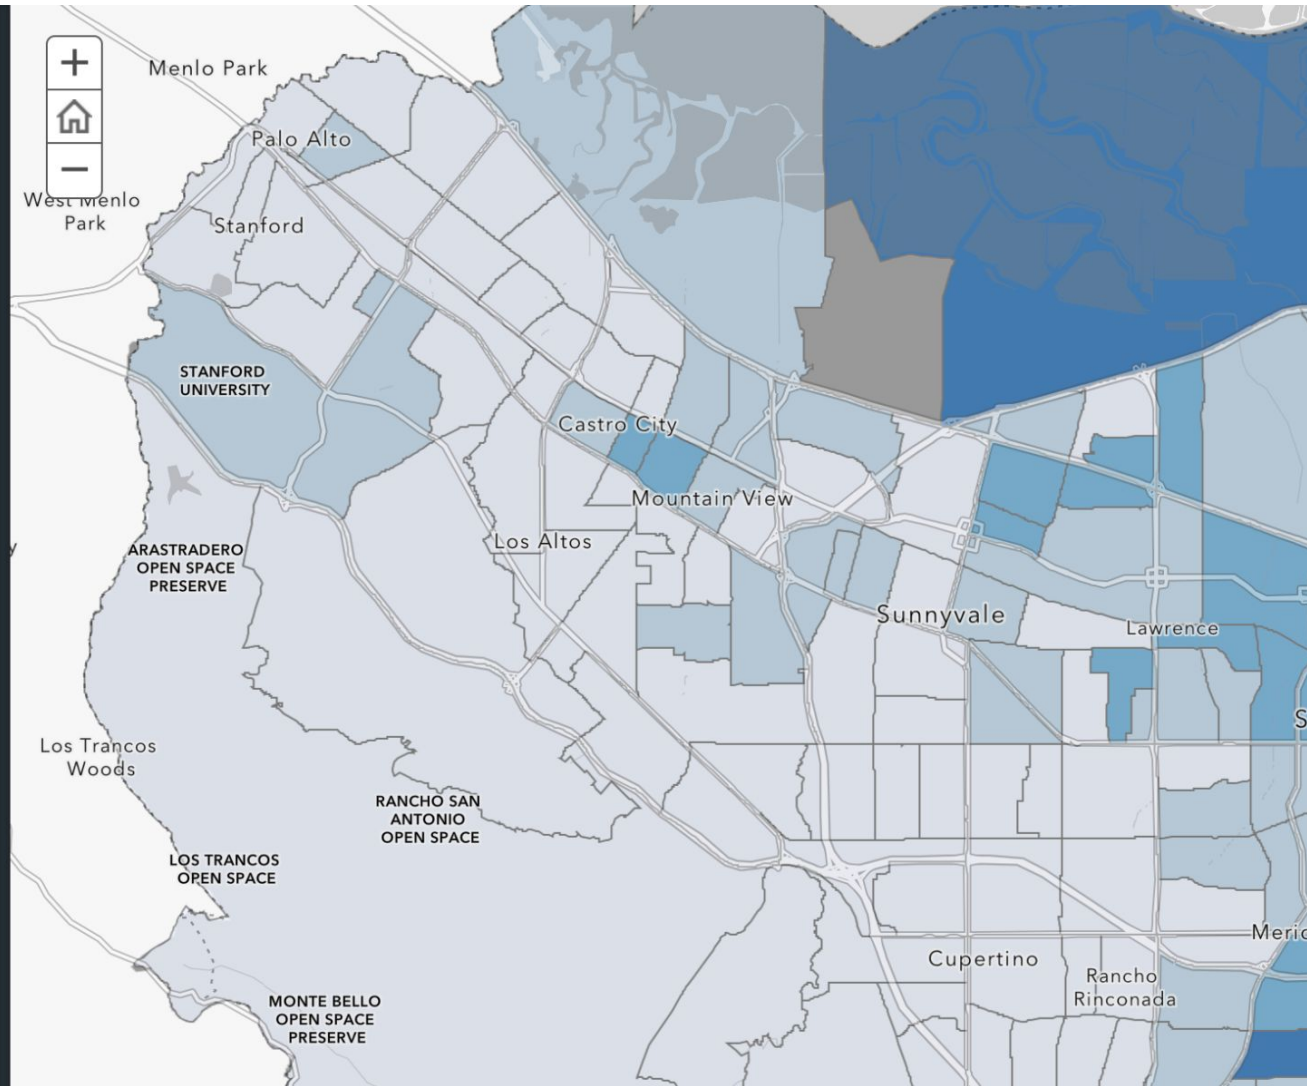 +
−
Menlo Park
Palo Alto
West Menlo
Park
Stanford
STANFORD
UNIVERSITY
Castro City
Mountain View
Los Altos
ARASTRADERO
OPEN SPACE
PRESERVE
Sunnyvale
Lawrence
Los Trancos
Woods
RANCHO SAN
ANTONIO
OPEN SPACE
LOS TRANCOS
OPEN SPACE
Cupertino
Rancho
Rinconada
MONTE BELLO
OPEN SPACE
PRESERVE